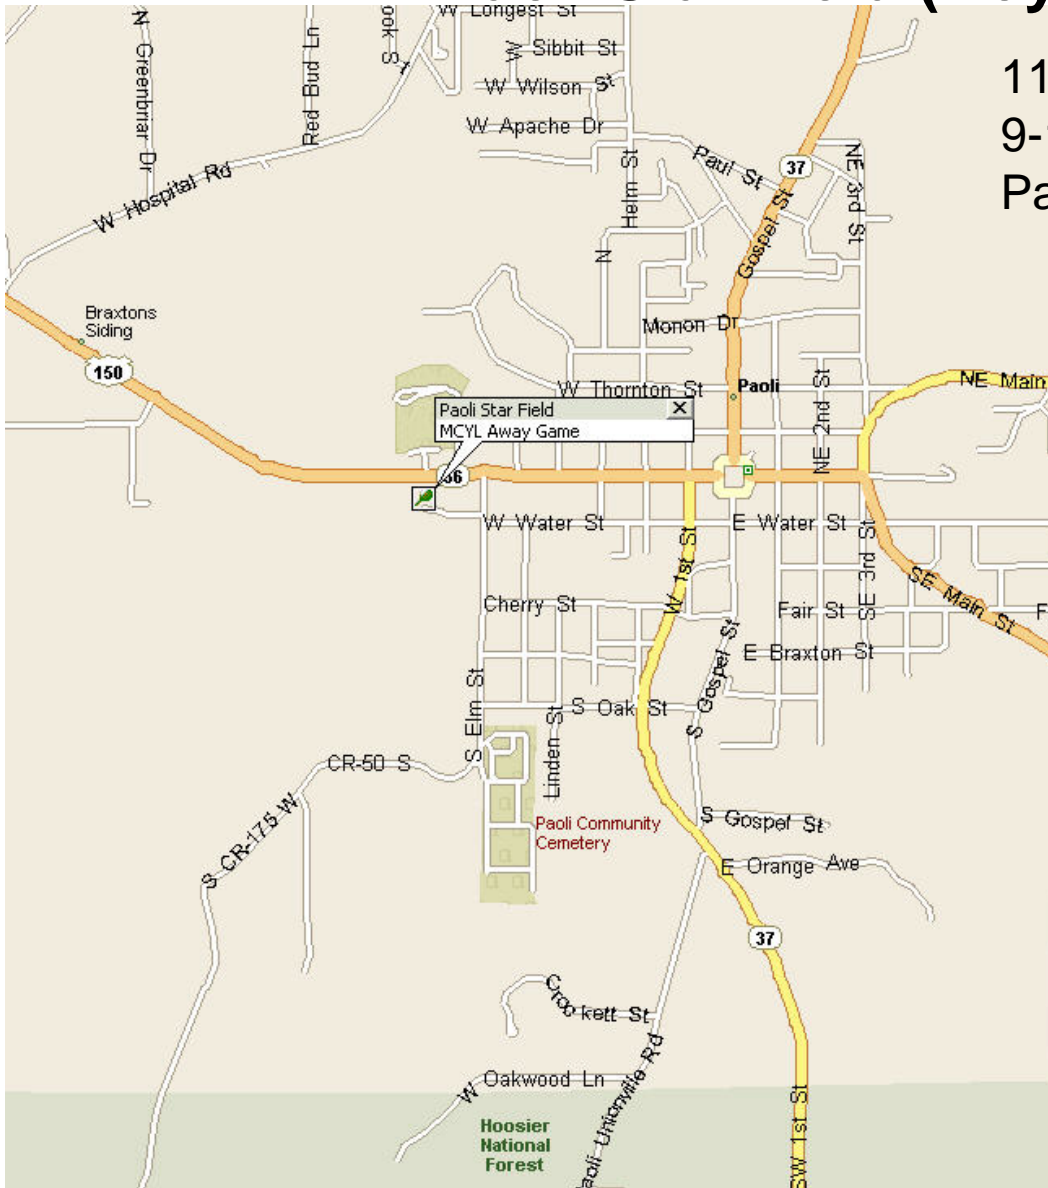 11
9-
Pa
W Longest St
W Sibbit St
W Wilson St
W Apache Dr
N Greenbriar Dr
Red Bud Ln
W Hospital Rd
N Helm St
Paul St
37
NE 3rd St
Gospel St
Braxtons
Siding
150
Monon Dr
W Thornton St
Paoli
NE 2nd St
NE Main
Paoli Star Field
MCYL Away Game
W Water St
E Water St
W 1st St
SE 3rd St
SE Main St
Cherry St
Fair St
F
E Braxton St
S Gospel St
S Elm St
S Oak St
Linden St
CR-50 S
S CR-175 W
Paoli Community
Cemetery
S Gospel St
E Orange Ave
37
Crockett St
W Oakwood Ln
aoli Unionville Rd
SW 1st St
Hoosier
National
Forest